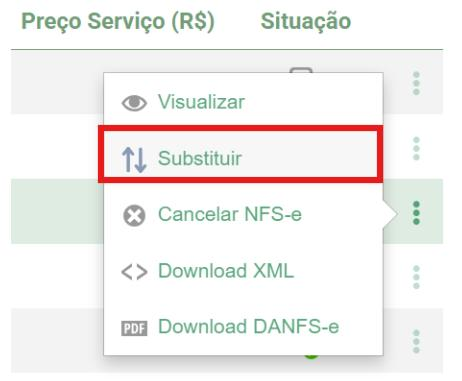 Preço Serviço (R$) Situação
Visualizar
Substituir
Cancelar NFS-e
Download XML
PDF Download DANFS-e